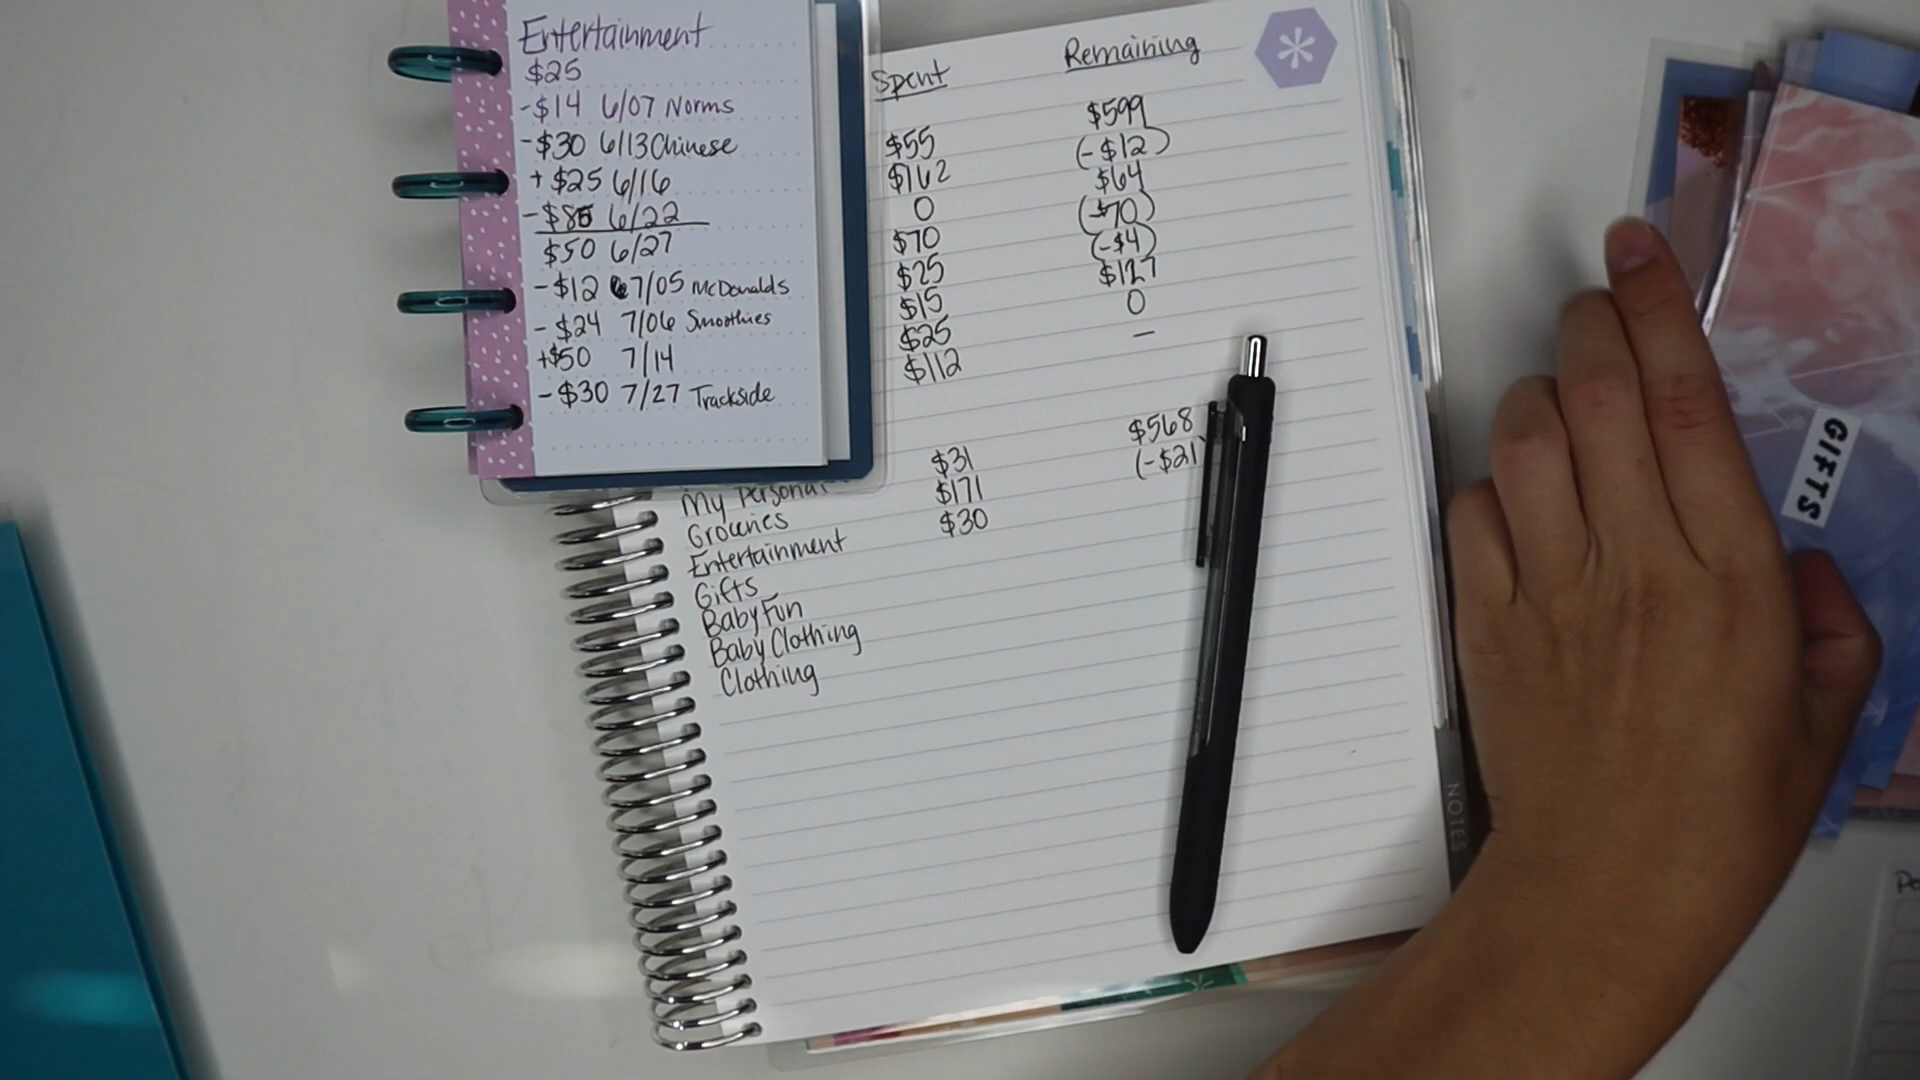 Entertainment
$25
-$14 6/07 Norms
-$30 6/13 Chinese
+$25 6/16
-$85 6/22
$50 6/27
-$12 7/05 McDonalds
-$24 7/06 Smoothies
+$50 7/14
-$30 7/27 Trackside
Spent Remaining
$599
$55 (-$12)
$162 $64
0 (-$70)
$70 (-$4)
$25 $127
$15 0
$25 —
$112
$568
$31 (-$21
My Personal $171
Groceries $30
Entertainment
Gifts
Baby Fun
Baby Clothing
Clothing
NOTES
GIFTS